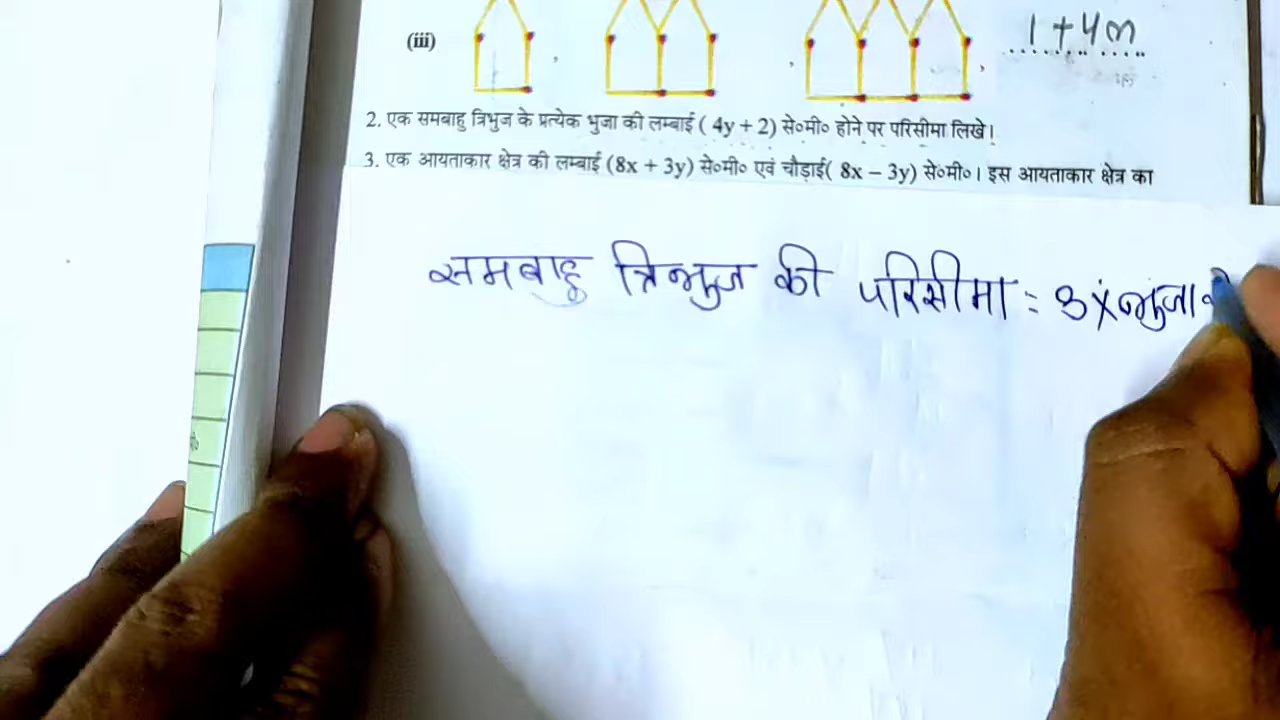 (iii) , , , 1+4n
2. एक समबाहु त्रिभुज के प्रत्येक भुजा की लम्बाई ( 4y + 2) से०मी० होने पर परिसीमा लिखे।
3. एक आयताकार क्षेत्र की लम्बाई (8x + 3y) से०मी० एवं चौड़ाई( 8x – 3y) से०मी०। इस आयताकार क्षेत्र का
समबाहु त्रिभुज की परिसीमा = 3×भुजा